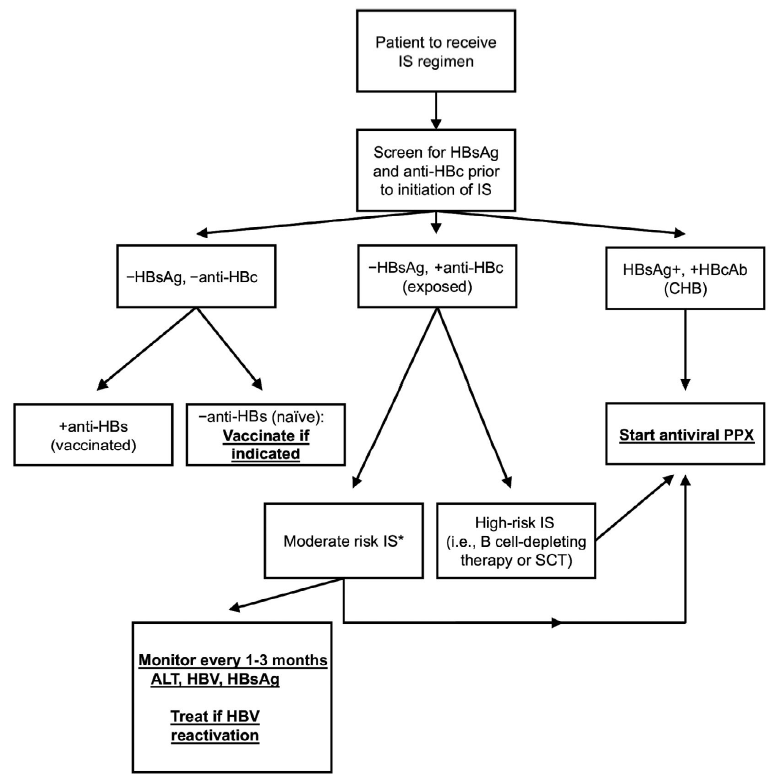 Patient to receive
IS regimen
Screen for HBsAg
and anti-HBc prior
to initiation of IS
−HBsAg, −anti-HBc
−HBsAg, +anti-HBc
(exposed)
HBsAg+, +HBcAb
(CHB)
+anti-HBs
(vaccinated)
−anti-HBs (naïve):
Vaccinate if
indicated
Start antiviral PPX
Moderate risk IS*
High-risk IS
(i.e., B cell-depleting
therapy or SCT)
Monitor every 1-3 months
ALT, HBV, HBsAg
Treat if HBV
reactivation